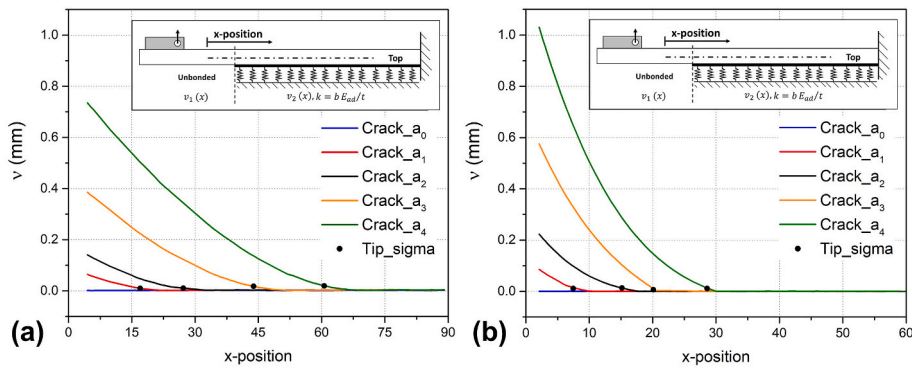 1.0
0.8
0.6
0.4
0.2
0.0
ν (mm)
x-position
Top
Unbonded
v₁ (x)
v₂ (x), k = b E_ad/t
Crack_a₀
Crack_a₁
Crack_a₂
Crack_a₃
Crack_a₄
Tip_sigma
0 15 30 45 60 75 90
(a)
x-position
1.0
0.8
0.6
0.4
0.2
0.0
ν (mm)
x-position
Top
Unbonded
v₁ (x)
v₂ (x), k = b E_ad/t
Crack_a₀
Crack_a₁
Crack_a₂
Crack_a₃
Crack_a₄
Tip_sigma
0 10 20 30 40 50 60
(b)
x-position